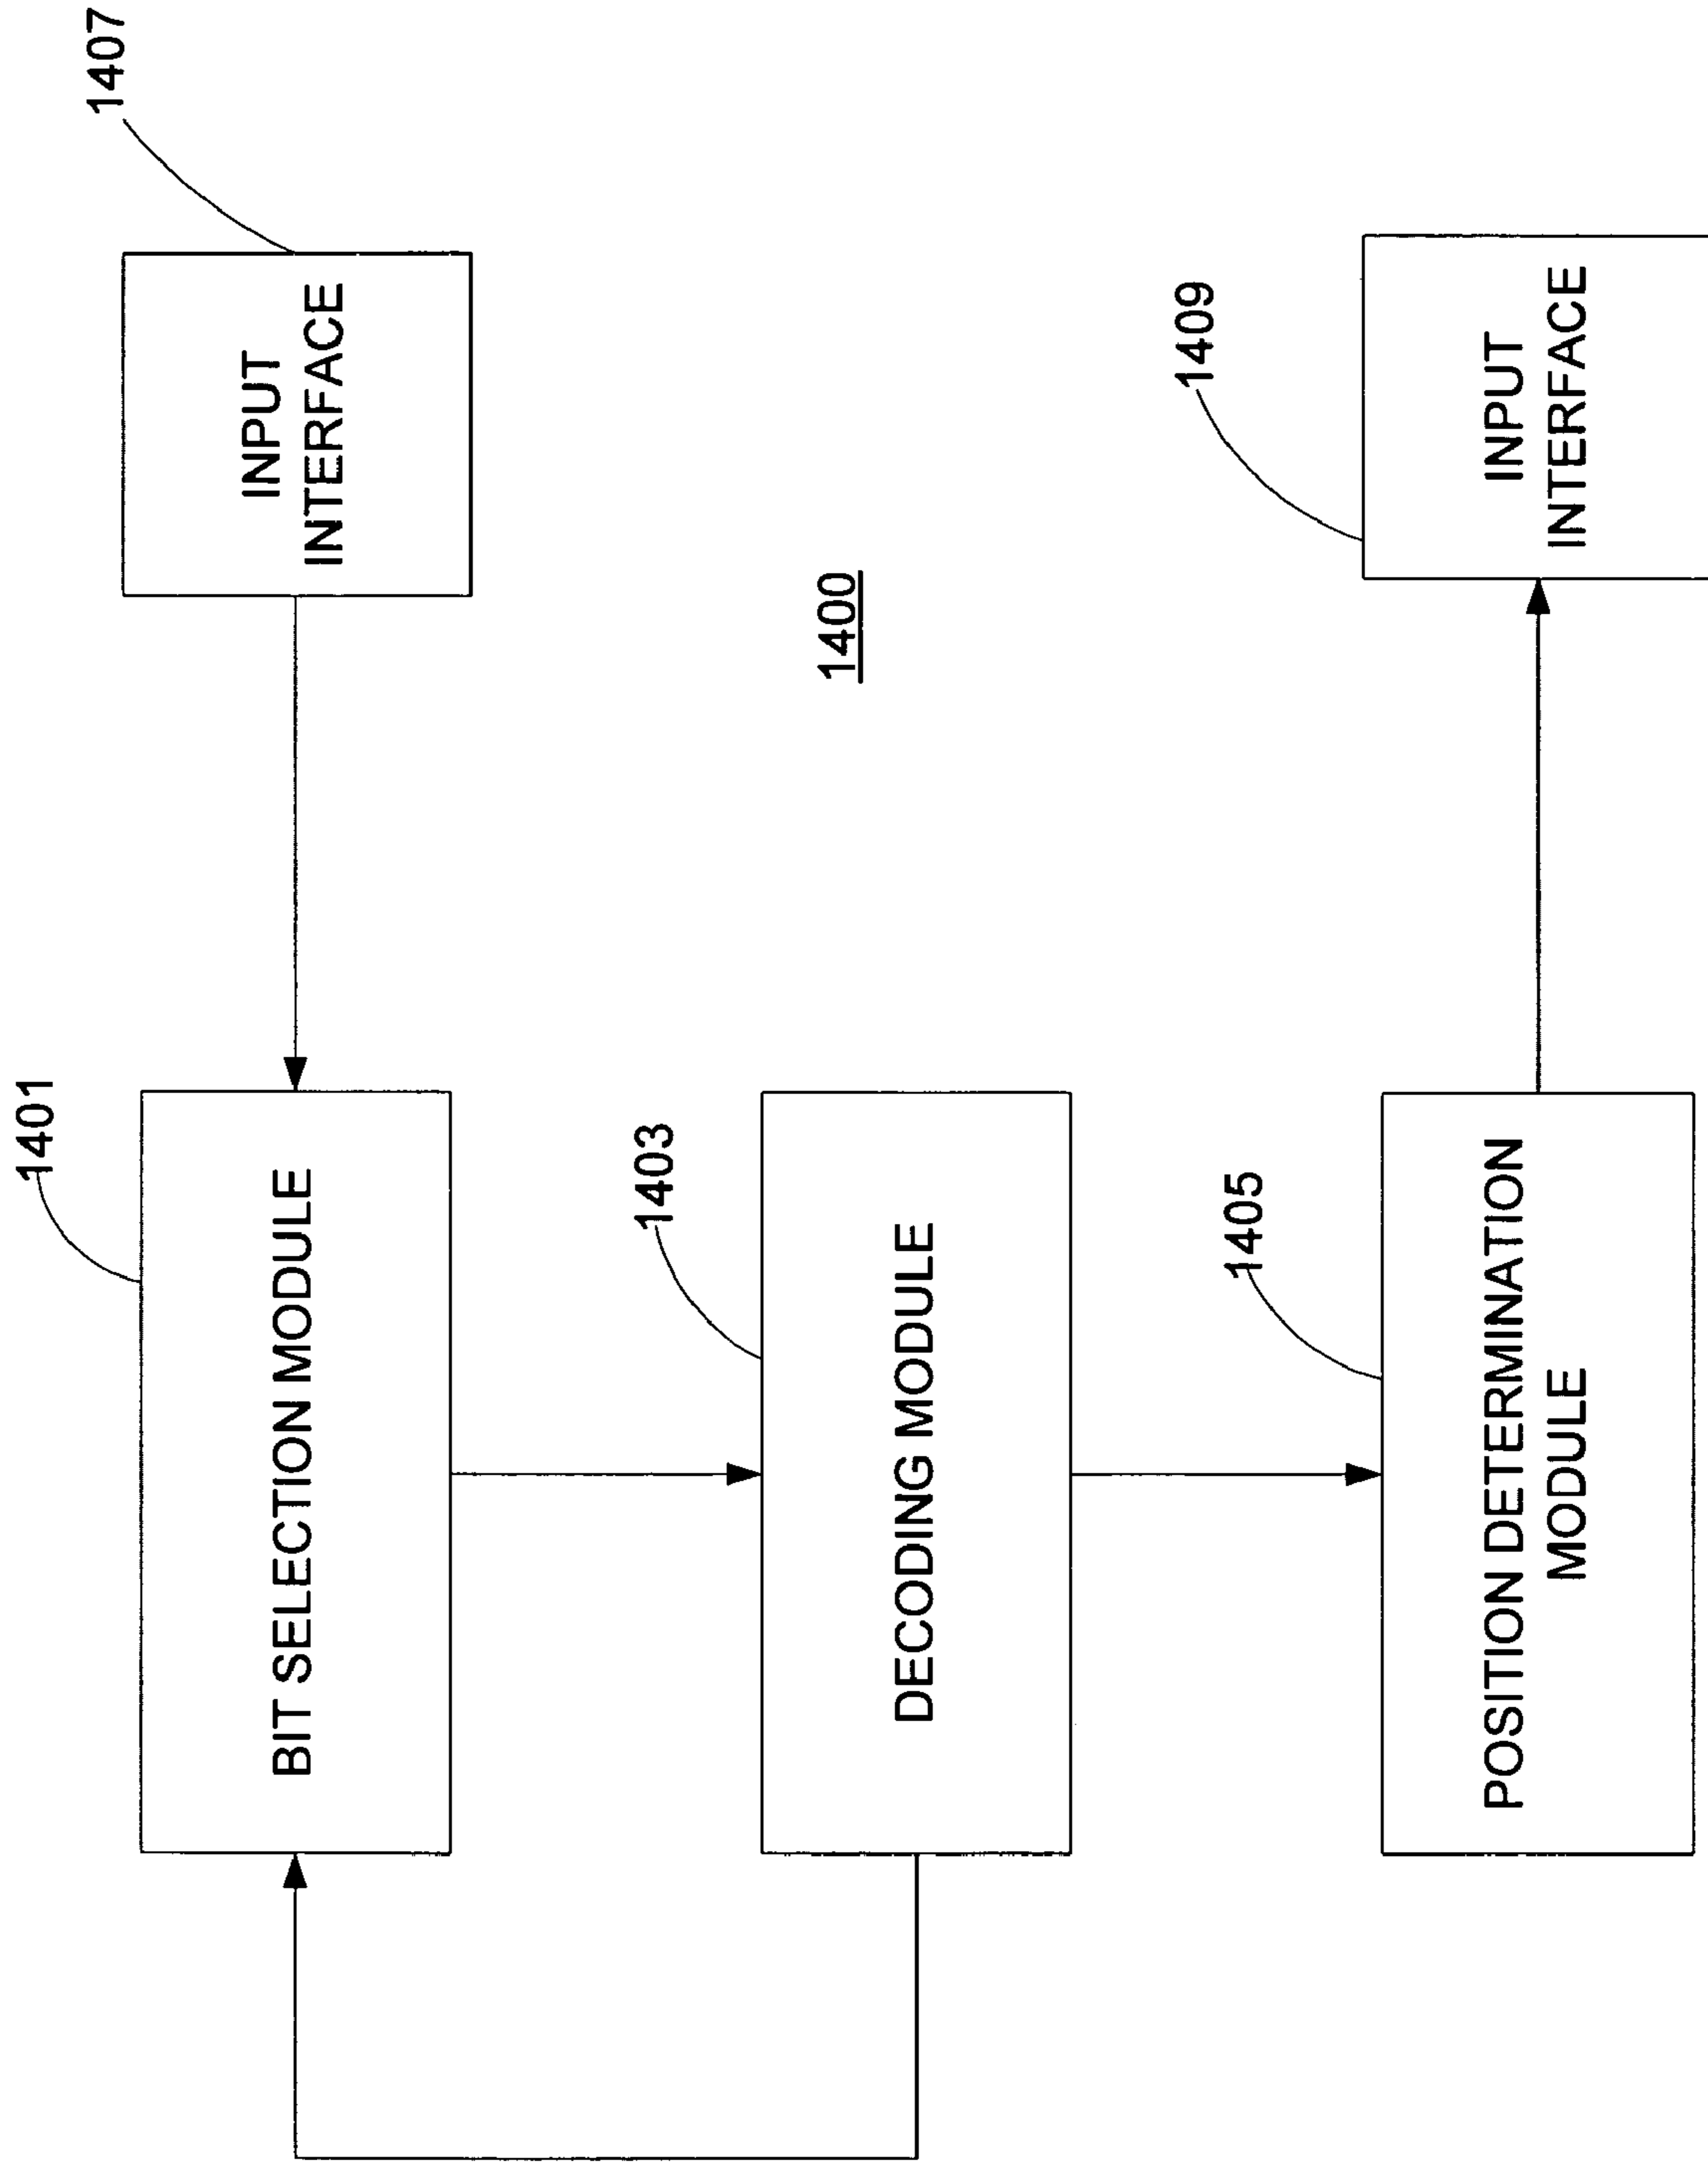 1407
INPUT
INTERFACE
1401
BIT SELECTION MODULE
1400
1403
DECODING MODULE
1409
INPUT
INTERFACE
1405
POSITION DETERMINATION
MODULE